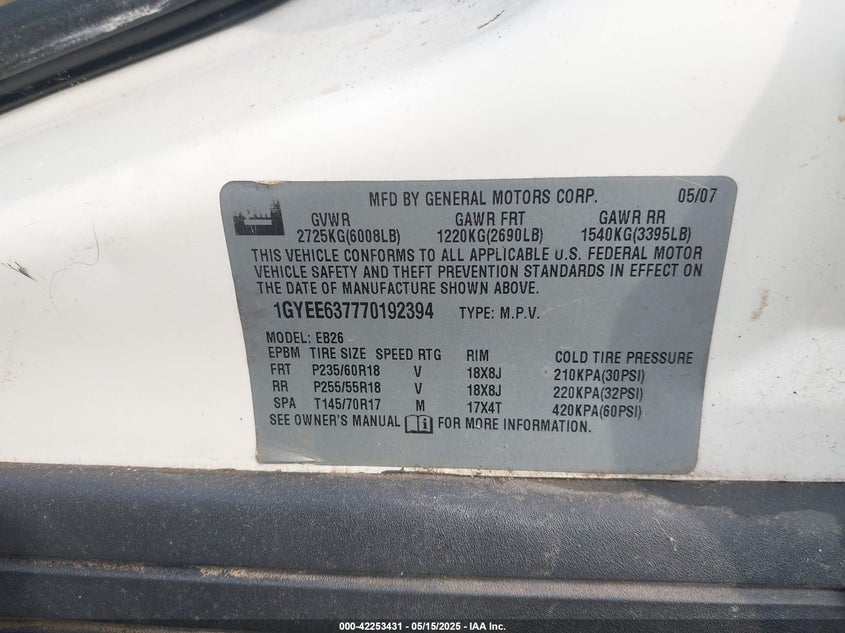 MFD BY GENERAL MOTORS CORP. 05/07
GVWR GAWR FRT GAWR RR
2725KG(6008LB) 1220KG(2690LB) 1540KG(3395LB)
THIS VEHICLE CONFORMS TO ALL APPLICABLE U.S. FEDERAL MOTOR
VEHICLE SAFETY AND THEFT PREVENTION STANDARDS IN EFFECT ON
THE DATE OF MANUFACTURE SHOWN ABOVE.
1GYEE637770192394 TYPE: M.P.V.
MODEL: EB26
EPBM TIRE SIZE SPEED RTG RIM COLD TIRE PRESSURE
FRT P235/60R18 V 18X8J 210KPA(30PSI)
RR P255/55R18 V 18X8J 220KPA(32PSI)
SPA T145/70R17 M 17X4T 420KPA(60PSI)
SEE OWNER'S MANUAL FOR MORE INFORMATION.
000-42253431 - 05/15/2025 - IAA Inc.